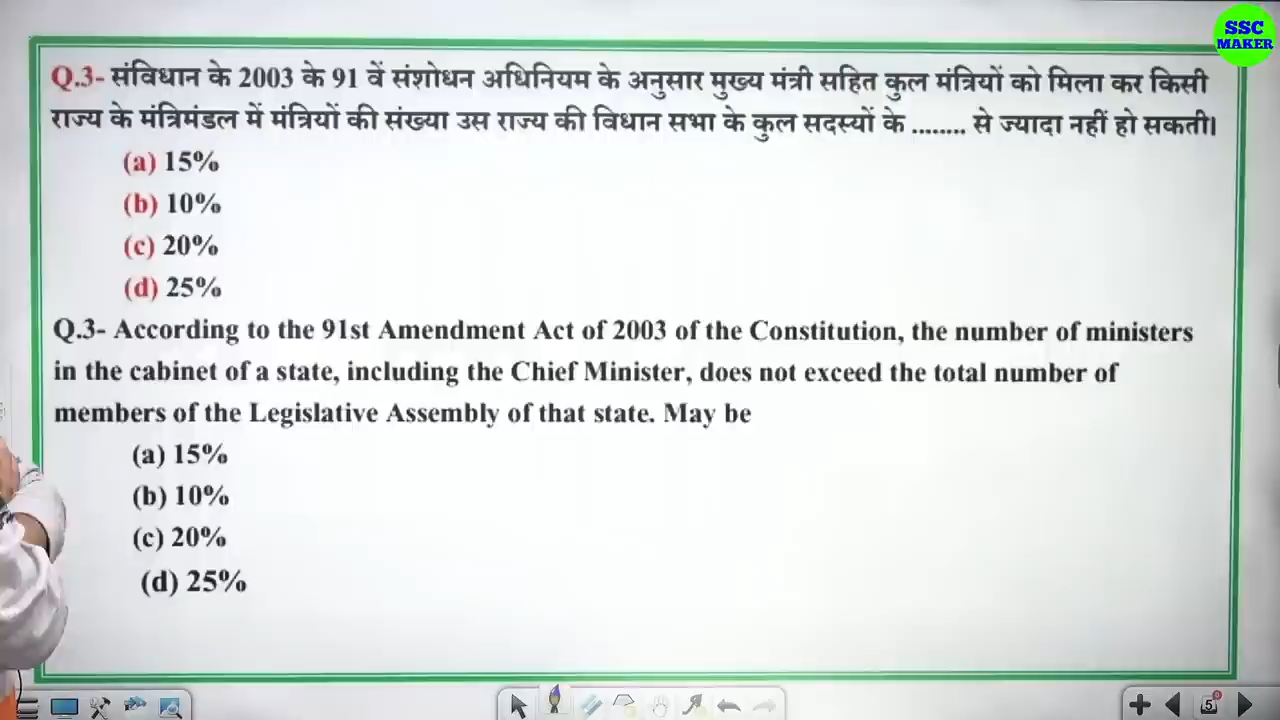 SSC
MAKER
Q.3- संविधान के 2003 के 91 वें संशोधन अधिनियम के अनुसार मुख्य मंत्री सहित कुल मंत्रियों को मिला कर किसी
राज्य के मंत्रिमंडल में मंत्रियों की संख्या उस राज्य की विधान सभा के कुल सदस्यों के ........ से ज्यादा नहीं हो सकती।
(a) 15%
(b) 10%
(c) 20%
(d) 25%
Q.3- According to the 91st Amendment Act of 2003 of the Constitution, the number of ministers
in the cabinet of a state, including the Chief Minister, does not exceed the total number of
members of the Legislative Assembly of that state. May be
(a) 15%
(b) 10%
(c) 20%
(d) 25%
5